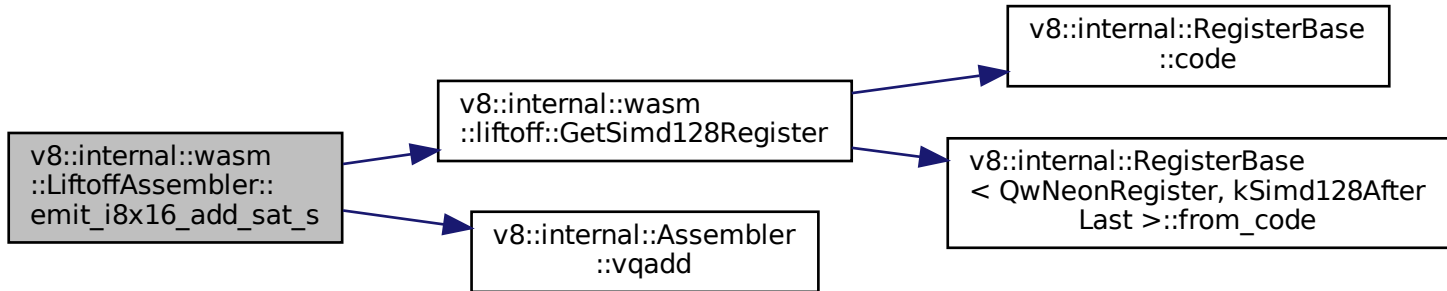 v8::internal::wasm
::LiftoffAssembler::
emit_i8x16_add_sat_s
v8::internal::wasm
::liftoff::GetSimd128Register
v8::internal::Assembler
::vqadd
v8::internal::RegisterBase
::code
v8::internal::RegisterBase
< QwNeonRegister, kSimd128After
Last >::from_code